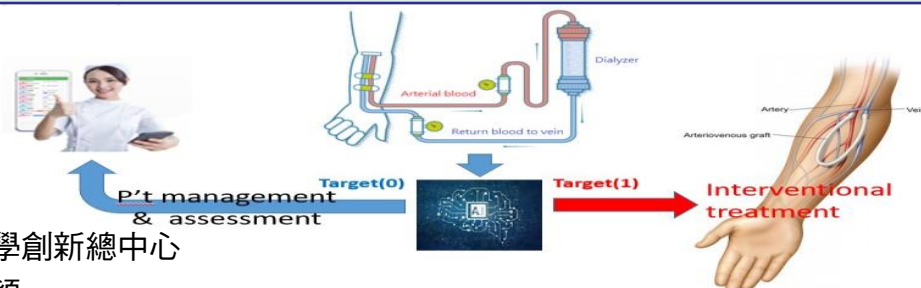 Dialyzer
Arterial blood
Return blood to vein
Artery
Arteriovenous graft
Target(0)
Target(1)
AI
P't management
& assessment
Interventional
treatment
學創新總中心